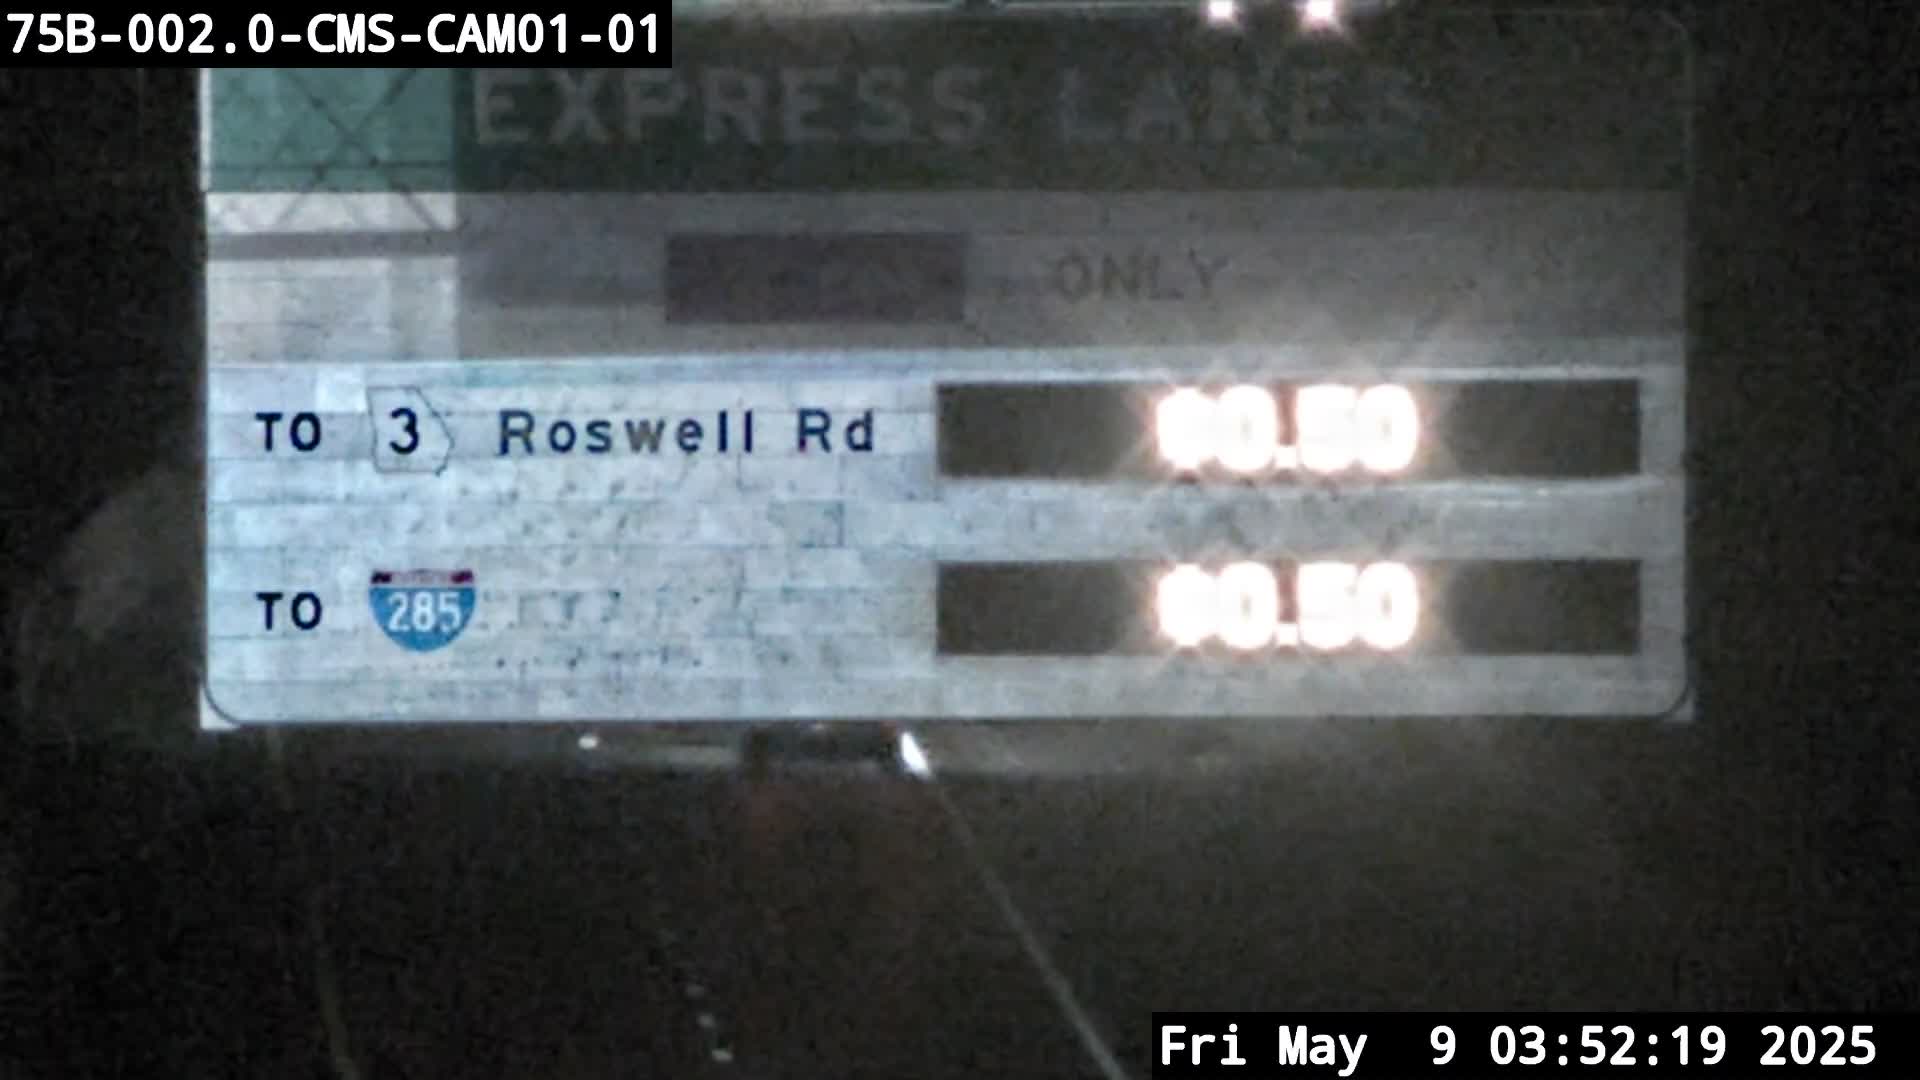 75B-002.0-CMS-CAM01-01
EXPRESS LANES
ONLY
TO 3 Roswell Rd $0.50
TO 285 $0.50
Fri May 9 03:52:19 2025